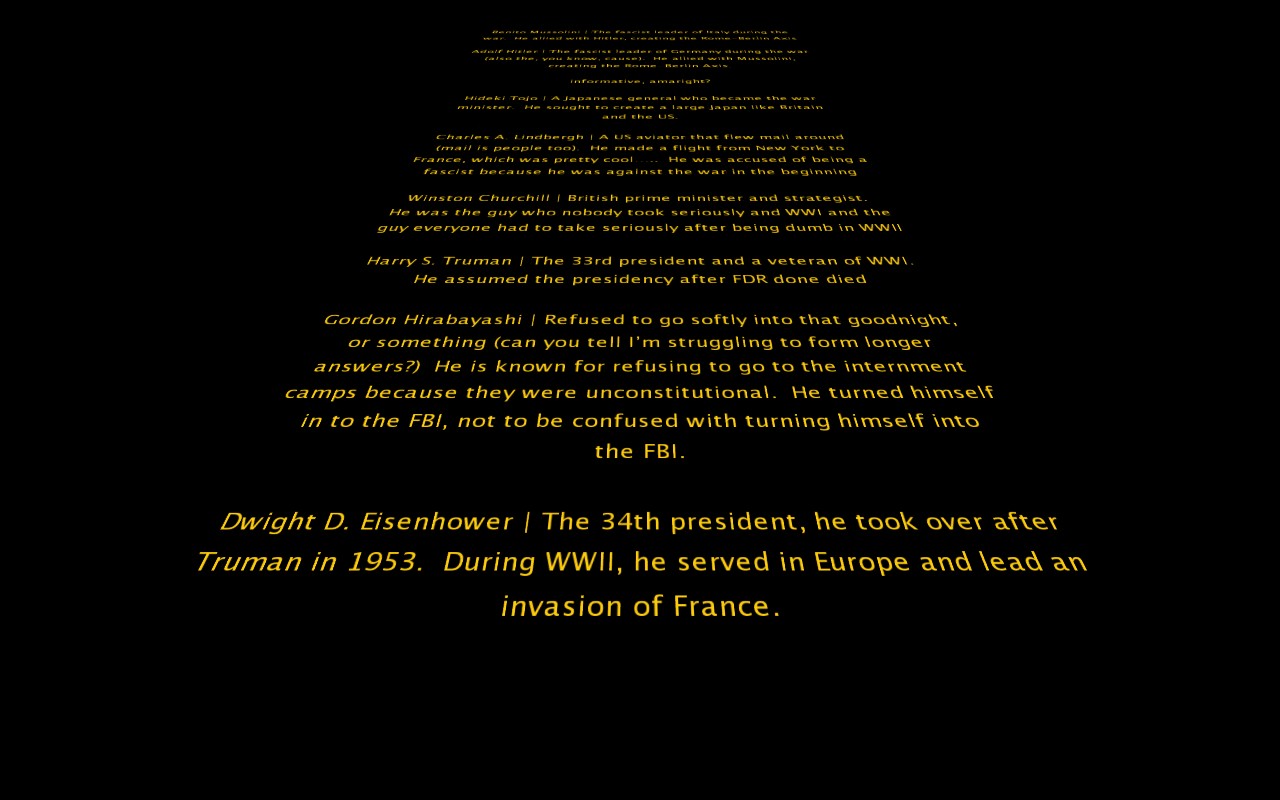 Benito Mussolini | The fascist leader of Italy during the
war.  He allied with Hitler, creating the Rome-Berlin Axis
Adolf Hitler | The fascist leader of Germany during the war
(also the, you know, cause).  He allied with Mussolini,
creating the Rome-Berlin Axis
informative, amaright?
Hideki Tojo | A Japanese general who became the war
minister.  He sought to create a large Japan like Britain
and the US.
Charles A. Lindbergh | A US aviator that flew mail around
(mail is people too).  He made a flight from New York to
France, which was pretty cool .....  He was accused of being a
fascist because he was against the war in the beginning
Winston Churchill | British prime minister and strategist.
He was the guy who nobody took seriously and WWI and the
guy everyone had to take seriously after being dumb in WWII
Harry S. Truman | The 33rd president and a veteran of WWI.
He assumed the presidency after FDR done died
Gordon Hirabayashi | Refused to go softly into that goodnight,
or something (can you tell I'm struggling to form longer
answers?)  He is known for refusing to go to the internment
camps because they were unconstitutional.  He turned himself
in to the FBI, not to be confused with turning himself into
the FBI.
Dwight D. Eisenhower | The 34th president, he took over after
Truman in 1953.  During WWII, he served in Europe and lead an
invasion of France.